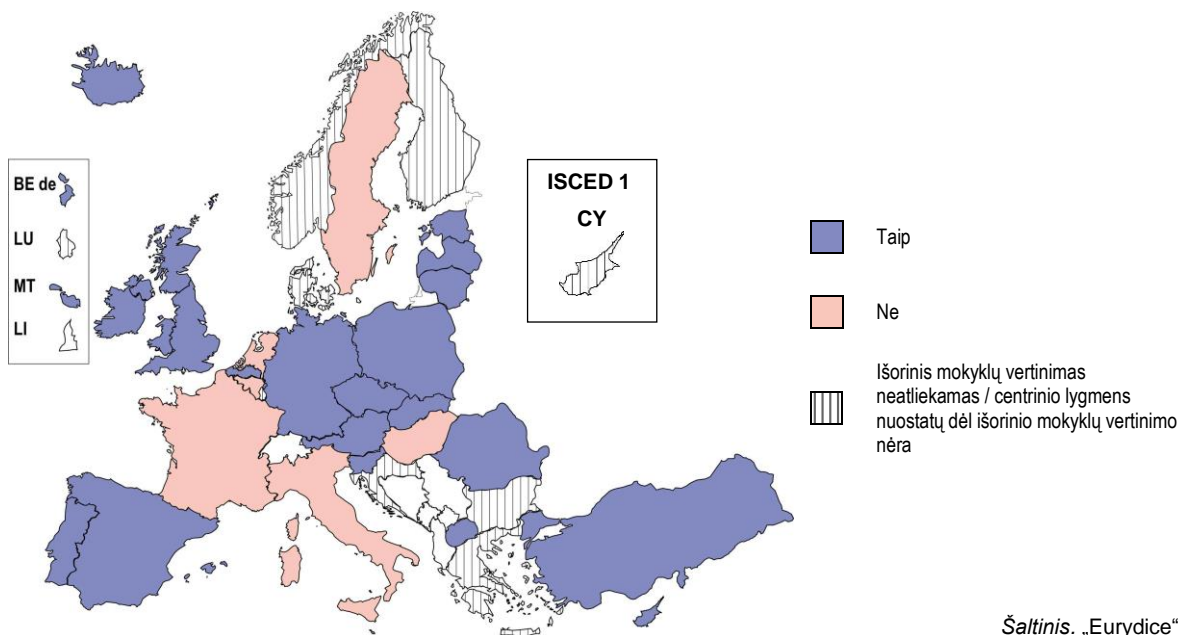 BE de
LU
MT
LI
ISCED 1
CY
Taip
Ne
Išorinis mokyklų vertinimas
neatliekamas / centrinio lygmens
nuostatų dėl išorinio mokyklų vertinimo
nėra
Šaltinis. „Eurydice“